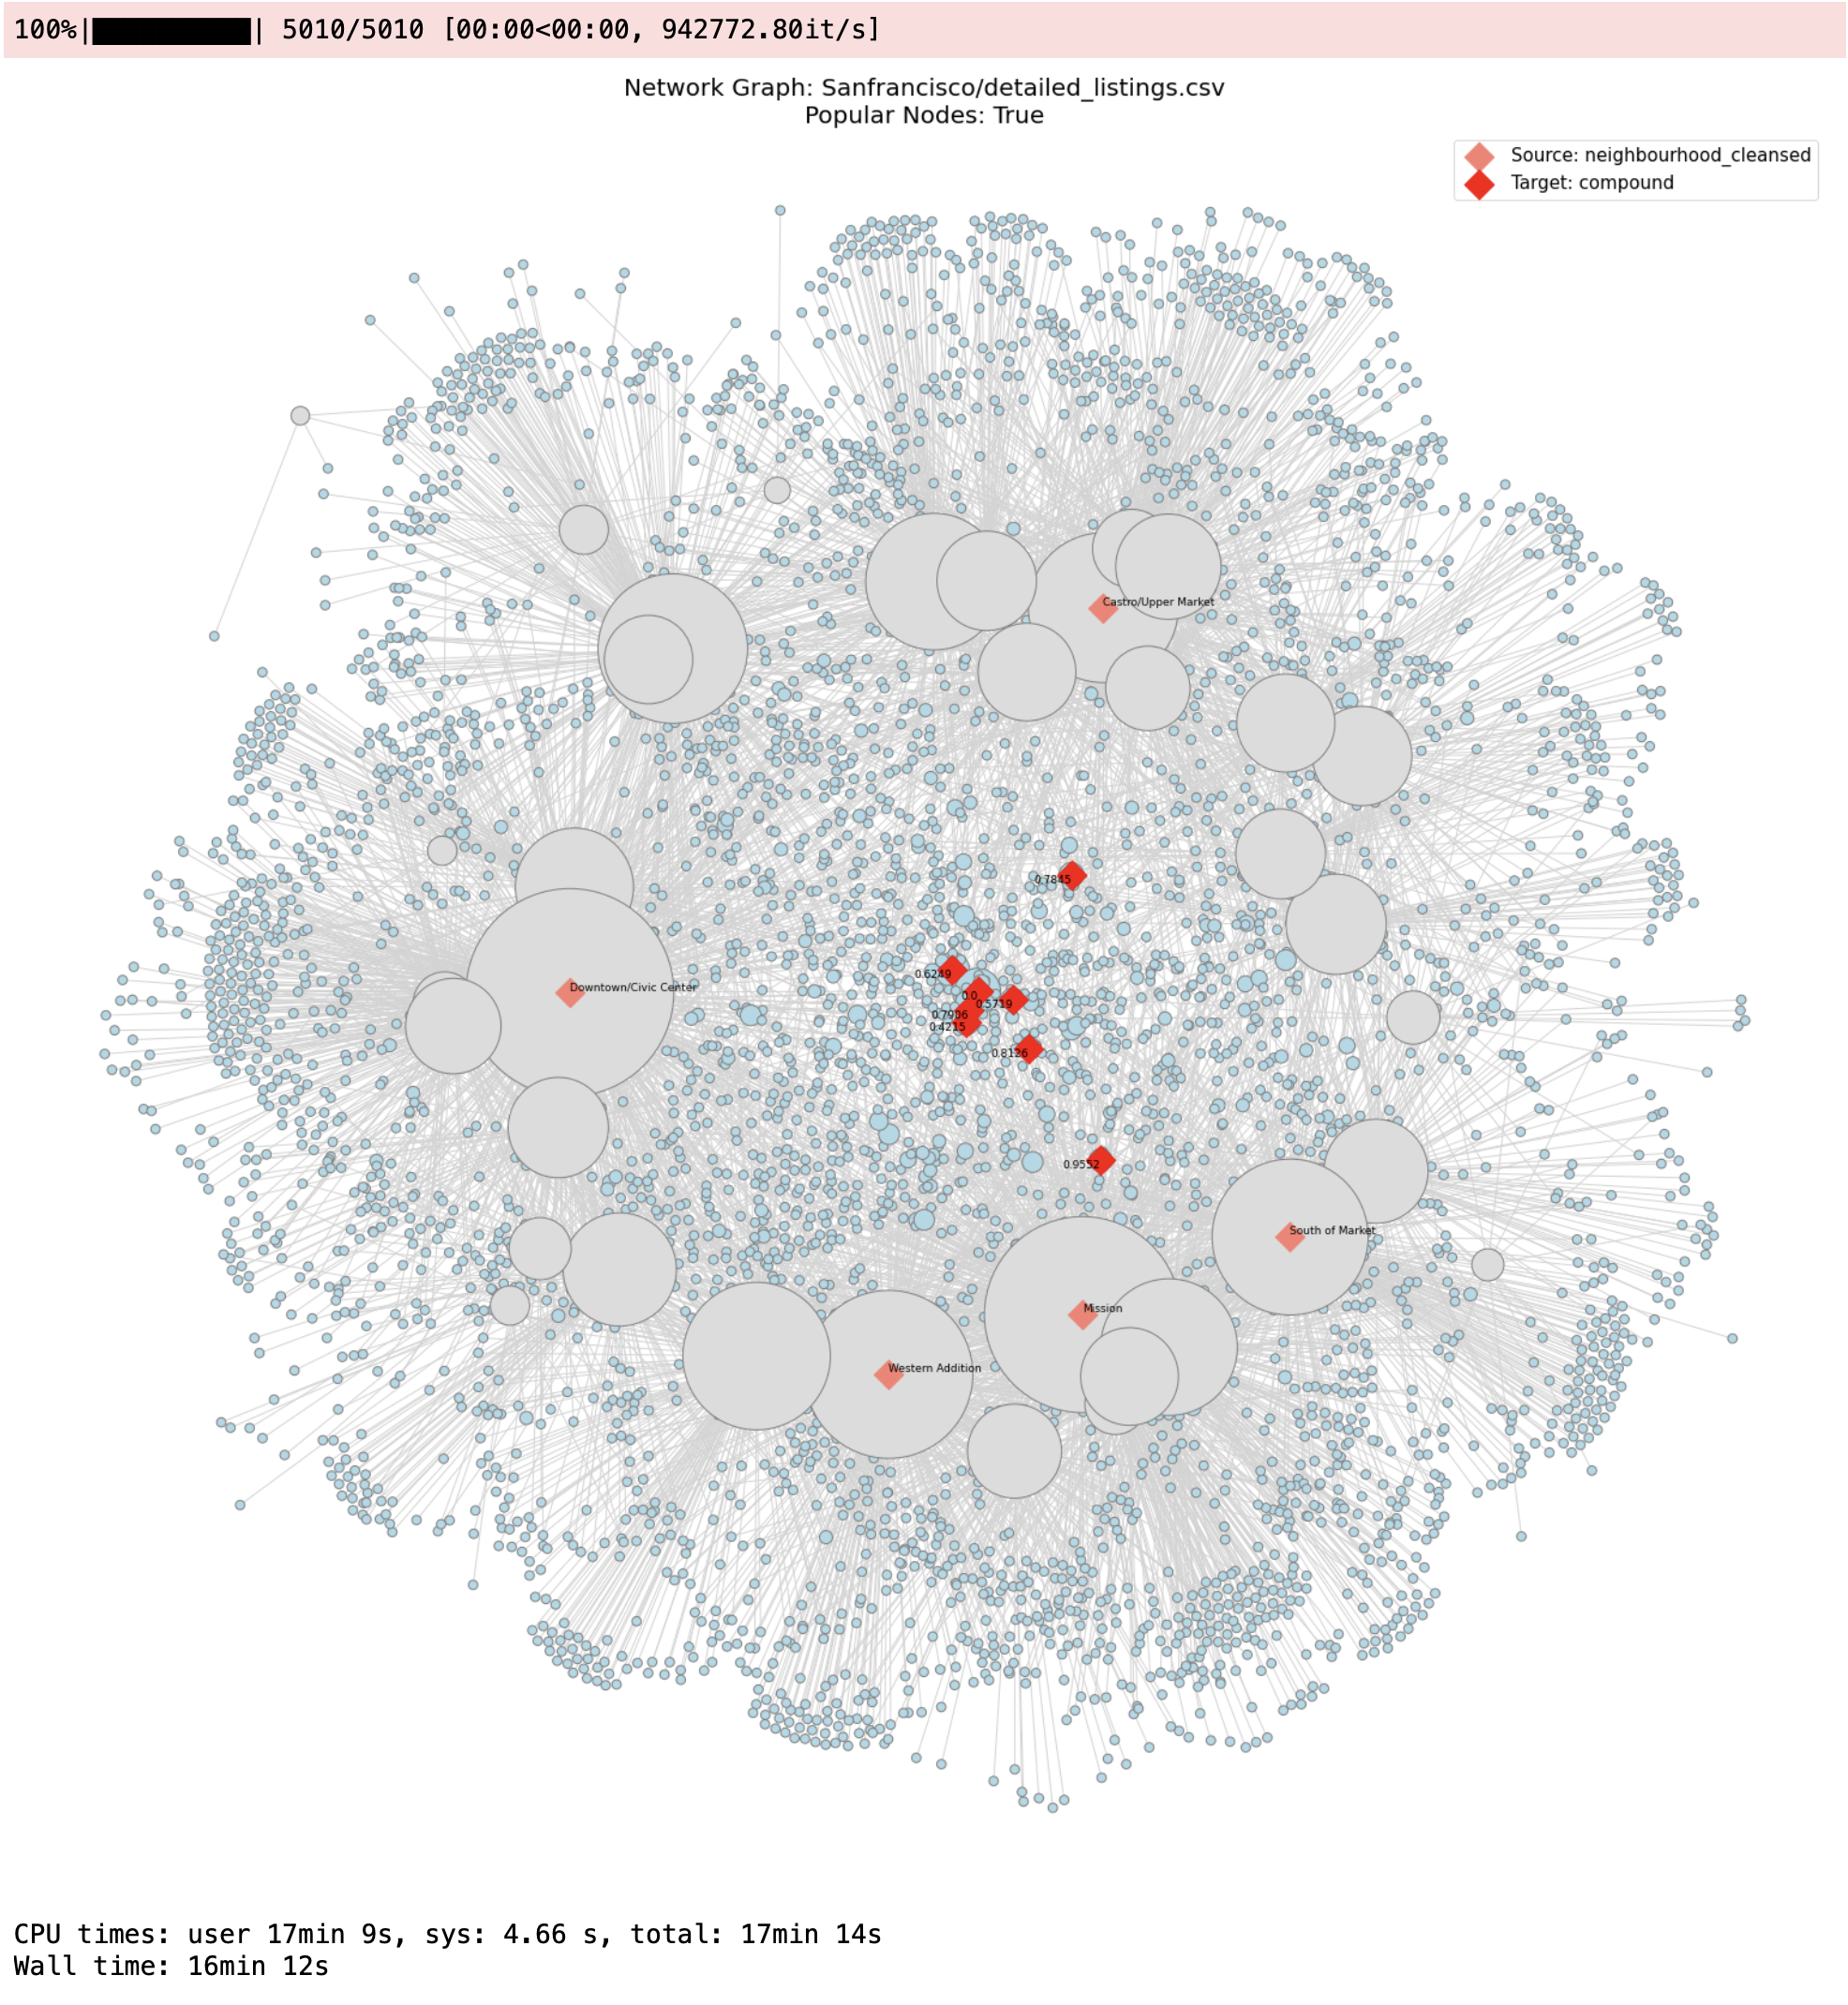 100%|██████████| 5010/5010 [00:00<00:00, 942772.80it/s]
Network Graph: Sanfrancisco/detailed_listings.csv
Popular Nodes: True
Source: neighbourhood_cleansed
Target: compound
Castro/Upper Market
0.7845
0.6249
Downtown/Civic Center
0.0
0.5719
0.7906
0.4215
0.8126
0.9552
South of Market
Mission
Western Addition
CPU times: user 17min 9s, sys: 4.66 s, total: 17min 14s
Wall time: 16min 12s